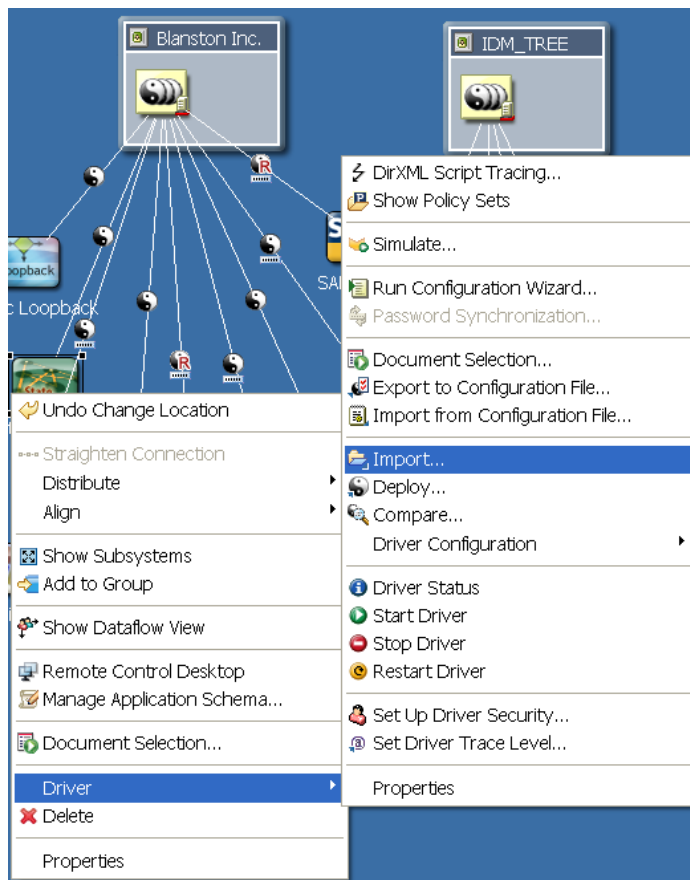 Blanston Inc.
IDM_TREE
R
DirXML Script Tracing...
Show Policy Sets
Simulate...
Run Configuration Wizard...
Password Synchronization...
Document Selection...
Export to Configuration File...
Import from Configuration File...
Import...
Deploy...
Compare...
Driver Configuration
Driver Status
Start Driver
Stop Driver
Restart Driver
Set Up Driver Security...
Set Driver Trace Level...
Properties
oopback
c Loopback
S
SA
R
State
Undo Change Location
Straighten Connection
Distribute
Align
Show Subsystems
Add to Group
Show Dataflow View
Remote Control Desktop
Manage Application Schema...
Document Selection...
Driver
Delete
Properties